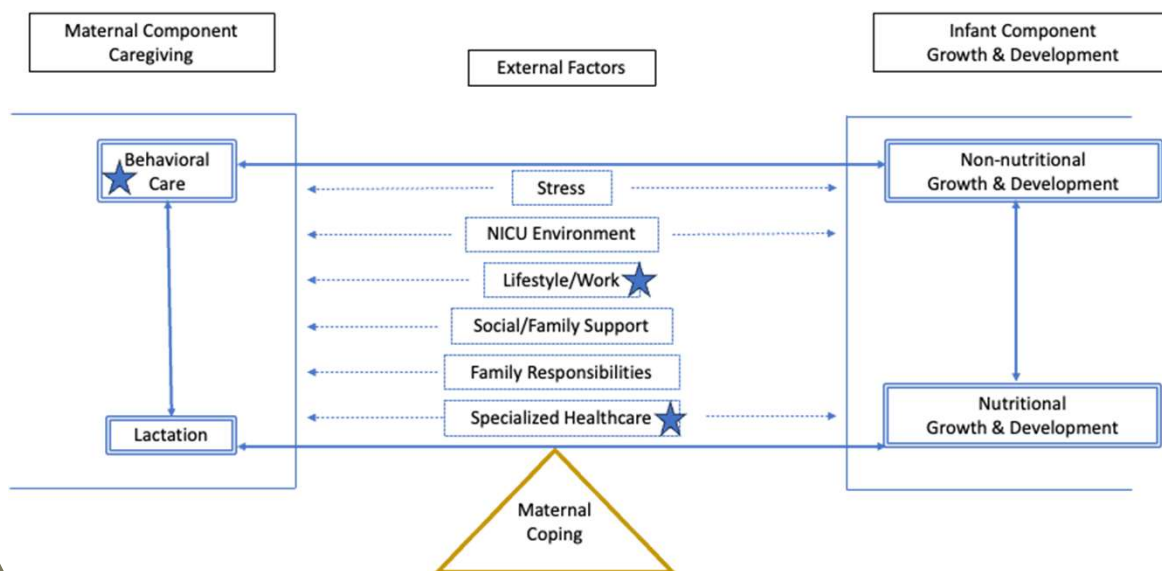 Maternal Component
Caregiving
External Factors
Infant Component
Growth & Development
Behavioral
Care
Non-nutritional
Growth & Development
Stress
NICU Environment
Lifestyle/Work
Social/Family Support
Family Responsibilities
Specialized Healthcare
Lactation
Nutritional
Growth & Development
Maternal
Coping